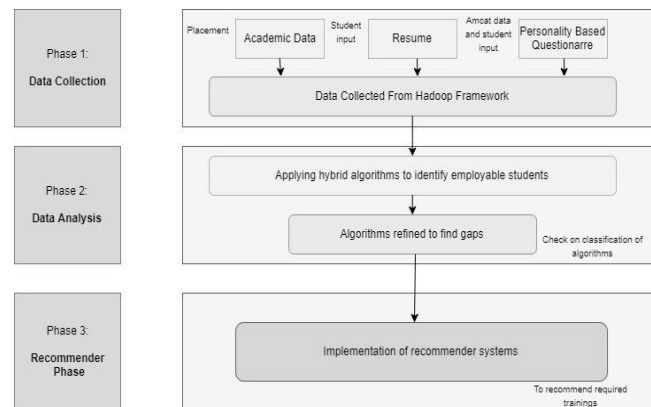 Phase 1:
Data Collection
Placement
Academic Data
Student
input
Resume
Amcat data
and student
input
Personality Based
Questionarre
Data Collected From Hadoop Framework
Phase 2:
Data Analysis
Applying hybrid algorithms to identify employable students
Algorithms refined to find gaps
Check on classification of
algorithms
Phase 3:
Recommender
Phase
Implementation of recommender systems
To recommend required
trainings